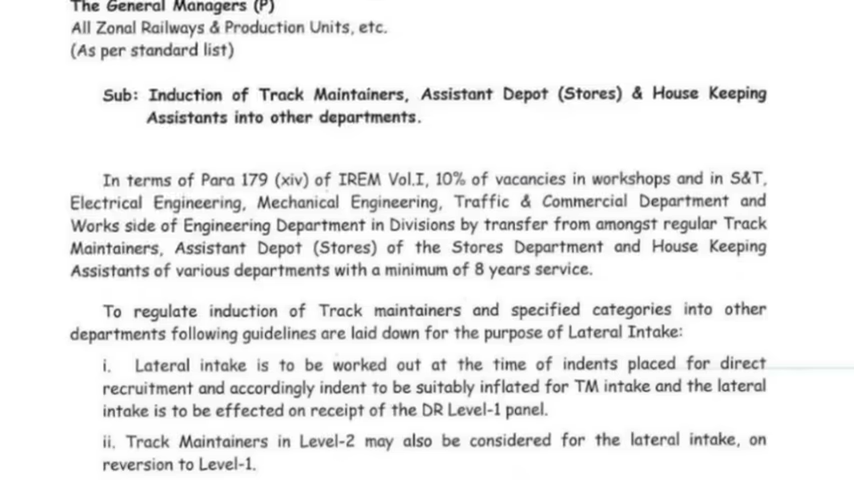 The General Managers (P)
All Zonal Railways & Production Units, etc.
(As per standard list)
Sub: Induction of Track Maintainers, Assistant Depot (Stores) & House Keeping
Assistants into other departments.
In terms of Para 179 (xiv) of IREM Vol.I, 10% of vacancies in workshops and in S&T,
Electrical Engineering, Mechanical Engineering, Traffic & Commercial Department and
Works side of Engineering Department in Divisions by transfer from amongst regular Track
Maintainers, Assistant Depot (Stores) of the Stores Department and House Keeping
Assistants of various departments with a minimum of 8 years service.
To regulate induction of Track maintainers and specified categories into other
departments following guidelines are laid down for the purpose of Lateral Intake:
i. Lateral intake is to be worked out at the time of indents placed for direct
recruitment and accordingly indent to be suitably inflated for TM intake and the lateral
intake is to be effected on receipt of the DR Level-1 panel.
ii. Track Maintainers in Level-2 may also be considered for the lateral intake, on
reversion to Level-1.